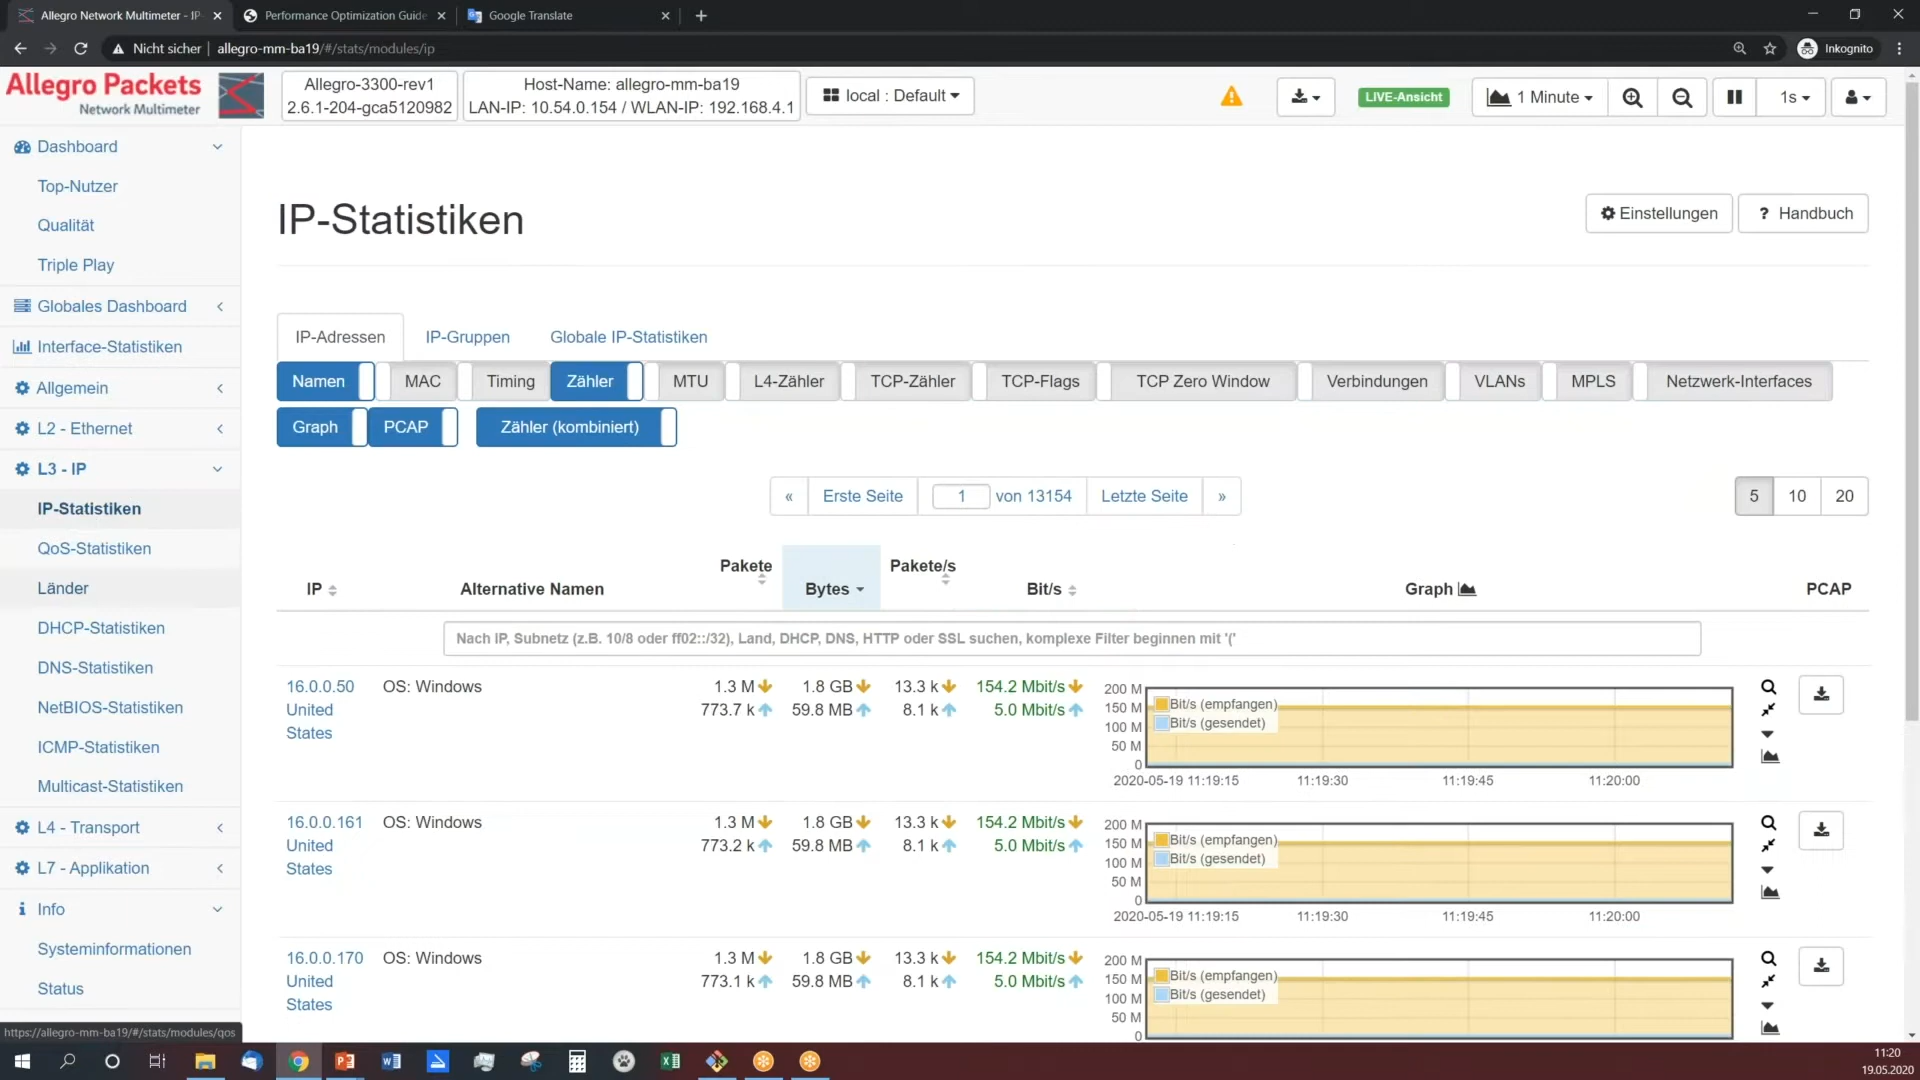 Allegro Network Multimeter - IP-
Performance Optimization Guide
Google Translate
Nicht sicher | allegro-mm-ba19/#/stats/modules/ip
Inkognito
Allegro Packets
Network Multimeter
Allegro-3300-rev1
2.6.1-204-gca5120982
Host-Name: allegro-mm-ba19
LAN-IP: 10.54.0.154 / WLAN-IP: 192.168.4.1
local : Default
LIVE-Ansicht
1 Minute
1s
Dashboard
Top-Nutzer
Qualität
Triple Play
Globales Dashboard
Interface-Statistiken
Allgemein
L2 - Ethernet
L3 - IP
IP-Statistiken
QoS-Statistiken
Länder
DHCP-Statistiken
DNS-Statistiken
NetBIOS-Statistiken
ICMP-Statistiken
Multicast-Statistiken
L4 - Transport
L7 - Applikation
Info
Systeminformationen
Status
https://allegro-mm-ba19/#/stats/modules/qos
IP-Statistiken
Einstellungen
? Handbuch
IP-Adressen IP-Gruppen Globale IP-Statistiken
Namen MAC Timing Zähler MTU L4-Zähler TCP-Zähler TCP-Flags TCP Zero Window Verbindungen VLANs MPLS Netzwerk-Interfaces
Graph PCAP Zähler (kombiniert)
« Erste Seite 1 von 13154 Letzte Seite »
5 10 20
IP Alternative Namen Pakete Bytes Pakete/s Bit/s Graph PCAP
Nach IP, Subnetz (z.B. 10/8 oder ff02::/32), Land, DHCP, DNS, HTTP oder SSL suchen, komplexe Filter beginnen mit '('
16.0.0.50 OS: Windows 1.3 M 1.8 GB 13.3 k 154.2 Mbit/s
United 773.7 k 59.8 MB 8.1 k 5.0 Mbit/s
States
200 M
150 M
100 M
50 M
0
Bit/s (empfangen)
Bit/s (gesendet)
2020-05-19 11:19:15 11:19:30 11:19:45 11:20:00
16.0.0.161 OS: Windows 1.3 M 1.8 GB 13.3 k 154.2 Mbit/s
United 773.2 k 59.8 MB 8.1 k 5.0 Mbit/s
States
200 M
150 M
100 M
50 M
0
Bit/s (empfangen)
Bit/s (gesendet)
2020-05-19 11:19:15 11:19:30 11:19:45 11:20:00
16.0.0.170 OS: Windows 1.3 M 1.8 GB 13.3 k 154.2 Mbit/s
United 773.1 k 59.8 MB 8.1 k 5.0 Mbit/s
States
200 M
150 M
100 M
50 M
0
Bit/s (empfangen)
Bit/s (gesendet)
11:20
19.05.2020